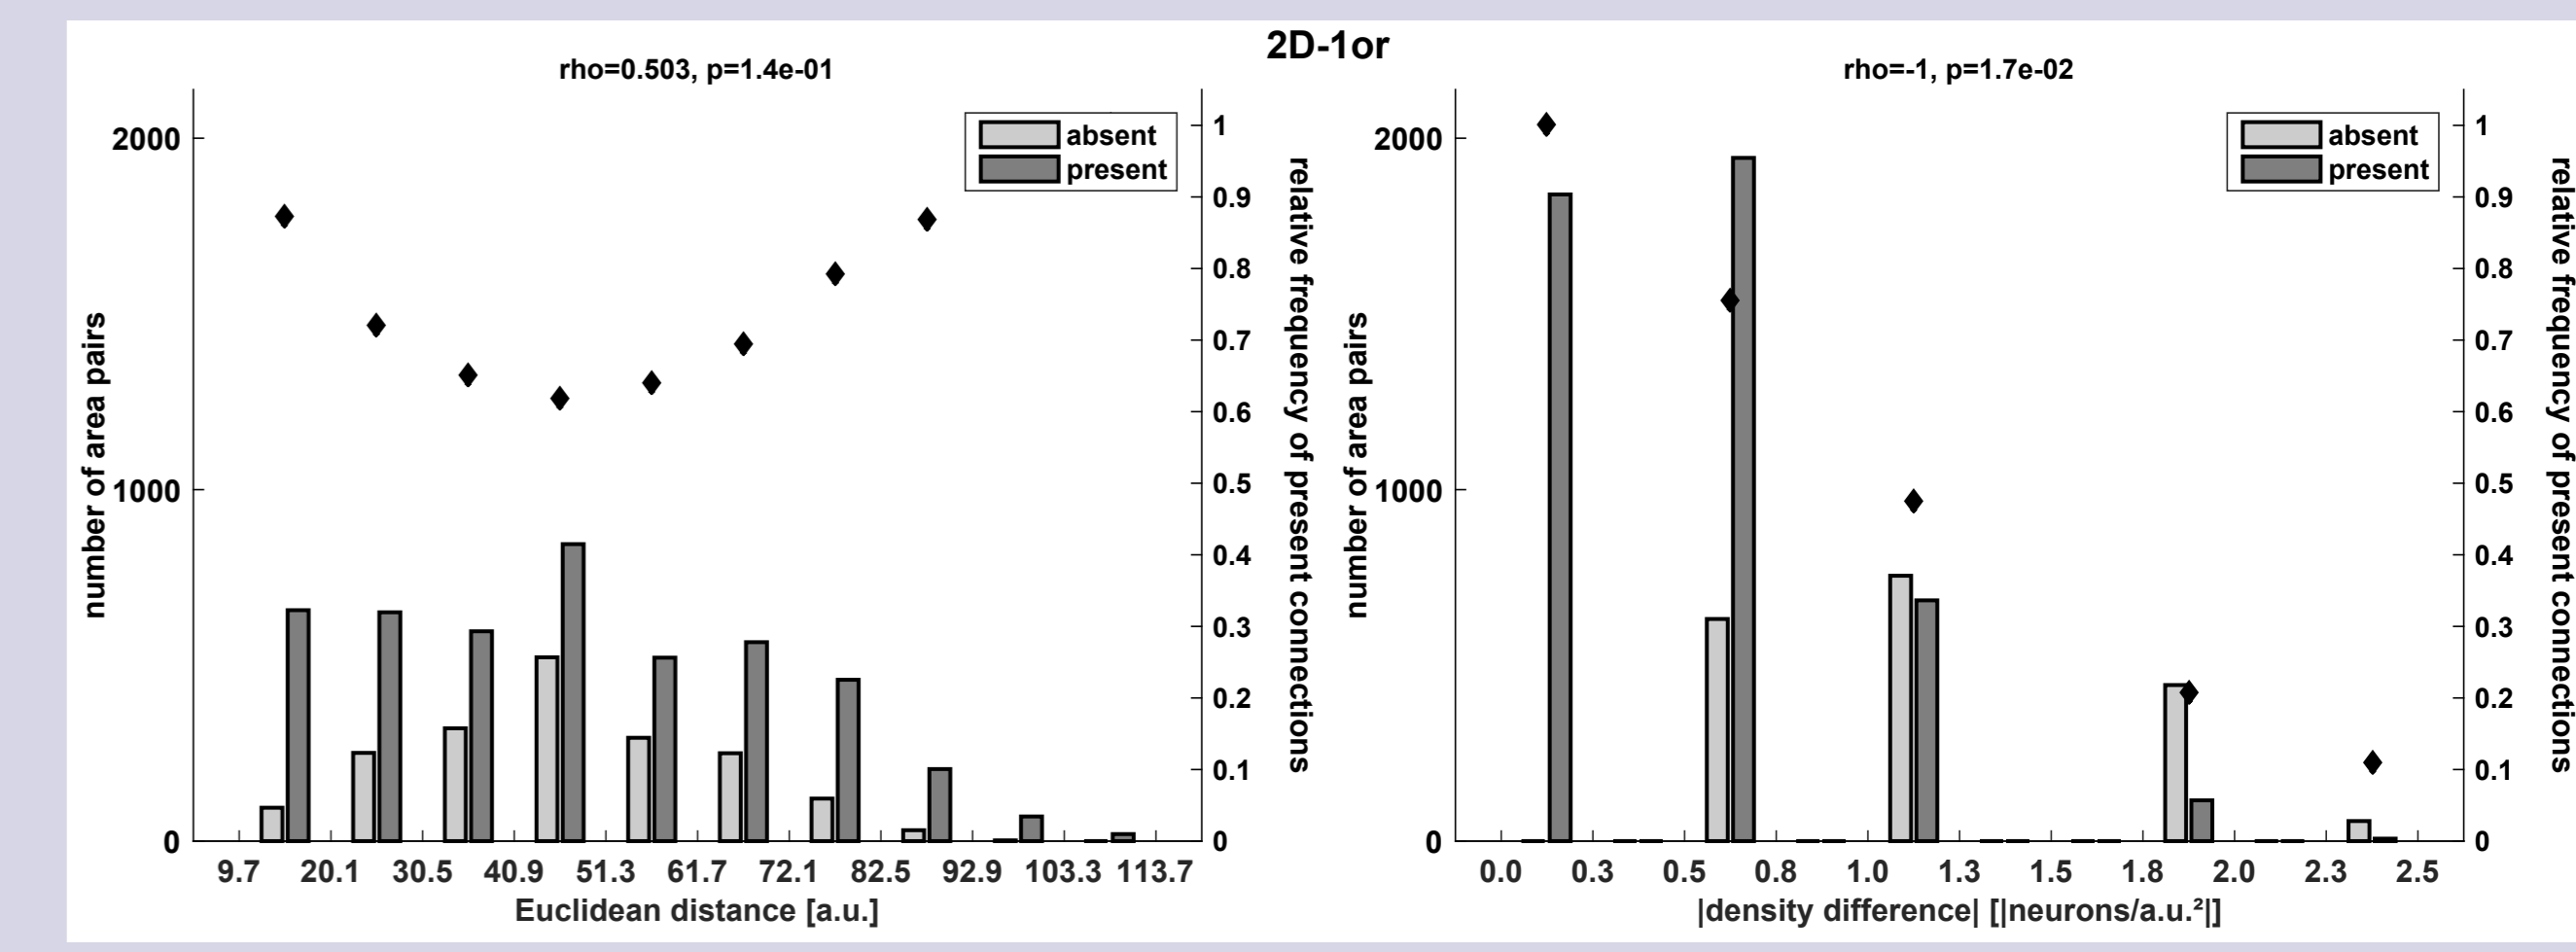 2D-1or
rho=0.503, p=1.4e-01
absent
present
2000
1000
0
number of area pairs
1
0.9
0.8
0.7
0.6
0.5
0.4
0.3
0.2
0.1
0
relative frequency of present connections
9.7 20.1 30.5 40.9 51.3 61.7 72.1 82.5 92.9 103.3 113.7
Euclidean distance [a.u.]
rho=-1, p=1.7e-02
absent
present
2000
1000
0
number of area pairs
1
0.9
0.8
0.7
0.6
0.5
0.4
0.3
0.2
0.1
0
relative frequency of present connections
0.0 0.3 0.5 0.8 1.0 1.3 1.5 1.8 2.0 2.3 2.5
|density difference| [|neurons/a.u.²|]